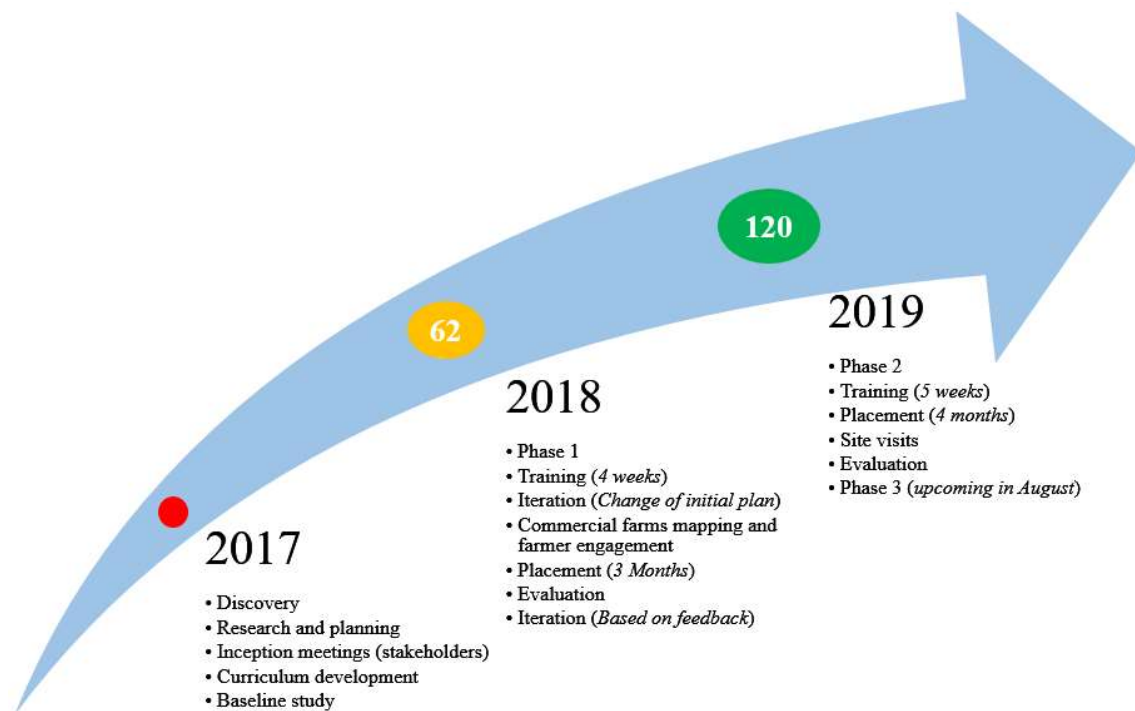 120
62
2019
• Phase 2
• Training (5 weeks)
• Placement (4 months)
• Site visits
• Evaluation
• Phase 3 (upcoming in August)
2018
• Phase 1
• Training (4 weeks)
• Iteration (Change of initial plan)
• Commercial farms mapping and
farmer engagement
• Placement (3 Months)
• Evaluation
• Iteration (Based on feedback)
2017
• Discovery
• Research and planning
• Inception meetings (stakeholders)
• Curriculum development
• Baseline study